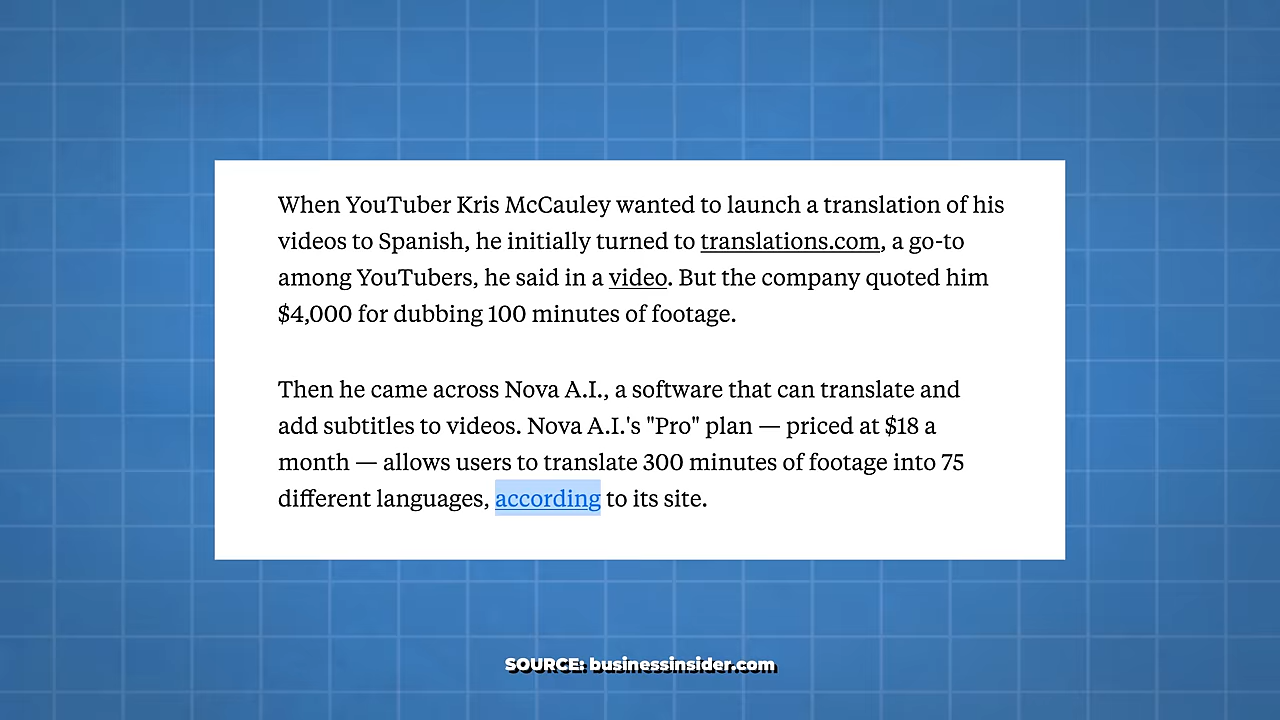 When YouTuber Kris McCauley wanted to launch a translation of his
videos to Spanish, he initially turned to translations.com, a go-to
among YouTubers, he said in a video. But the company quoted him
$4,000 for dubbing 100 minutes of footage.
Then he came across Nova A.I., a software that can translate and
add subtitles to videos. Nova A.I.'s "Pro" plan — priced at $18 a
month — allows users to translate 300 minutes of footage into 75
different languages, according to its site.
SOURCE: businessinsider.com